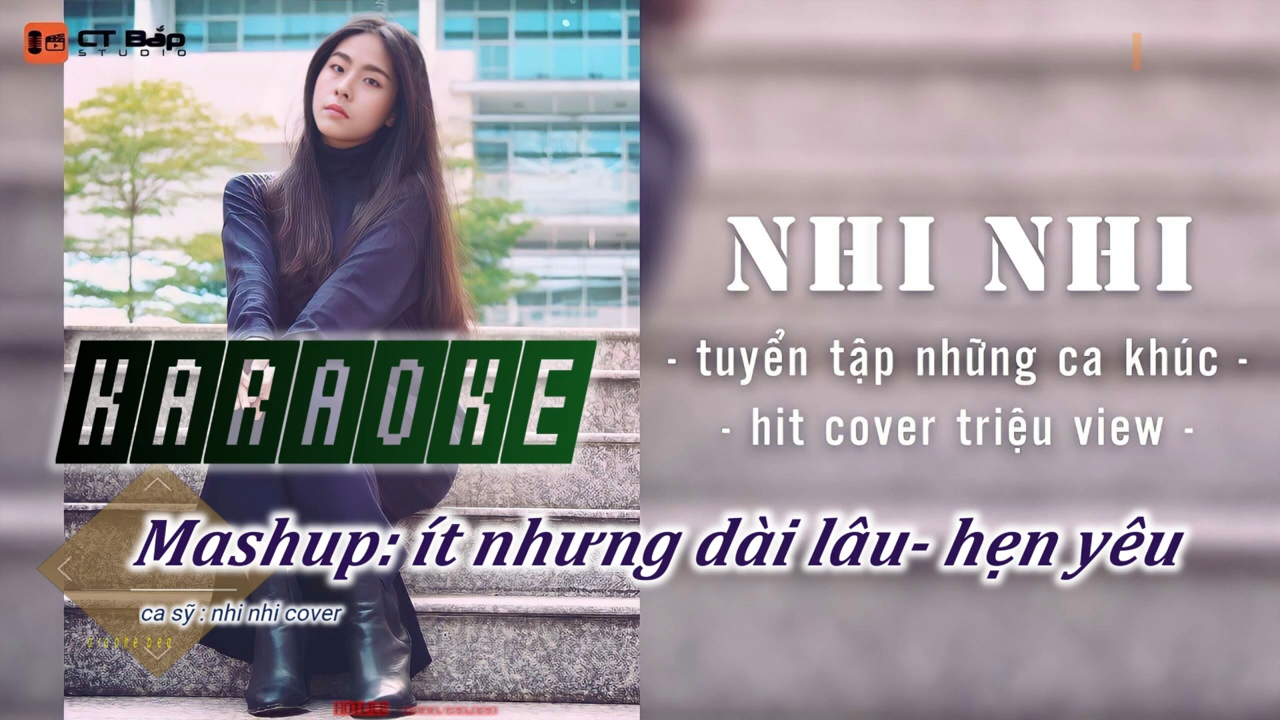 CT Bắp
STUDIO
NHI NHI
- tuyển tập những ca khúc -
- hit cover triệu view -
KARAOKE
Mashup: ít nhưng dài lâu- hẹn yêu
ca sỹ : nhi nhi cover